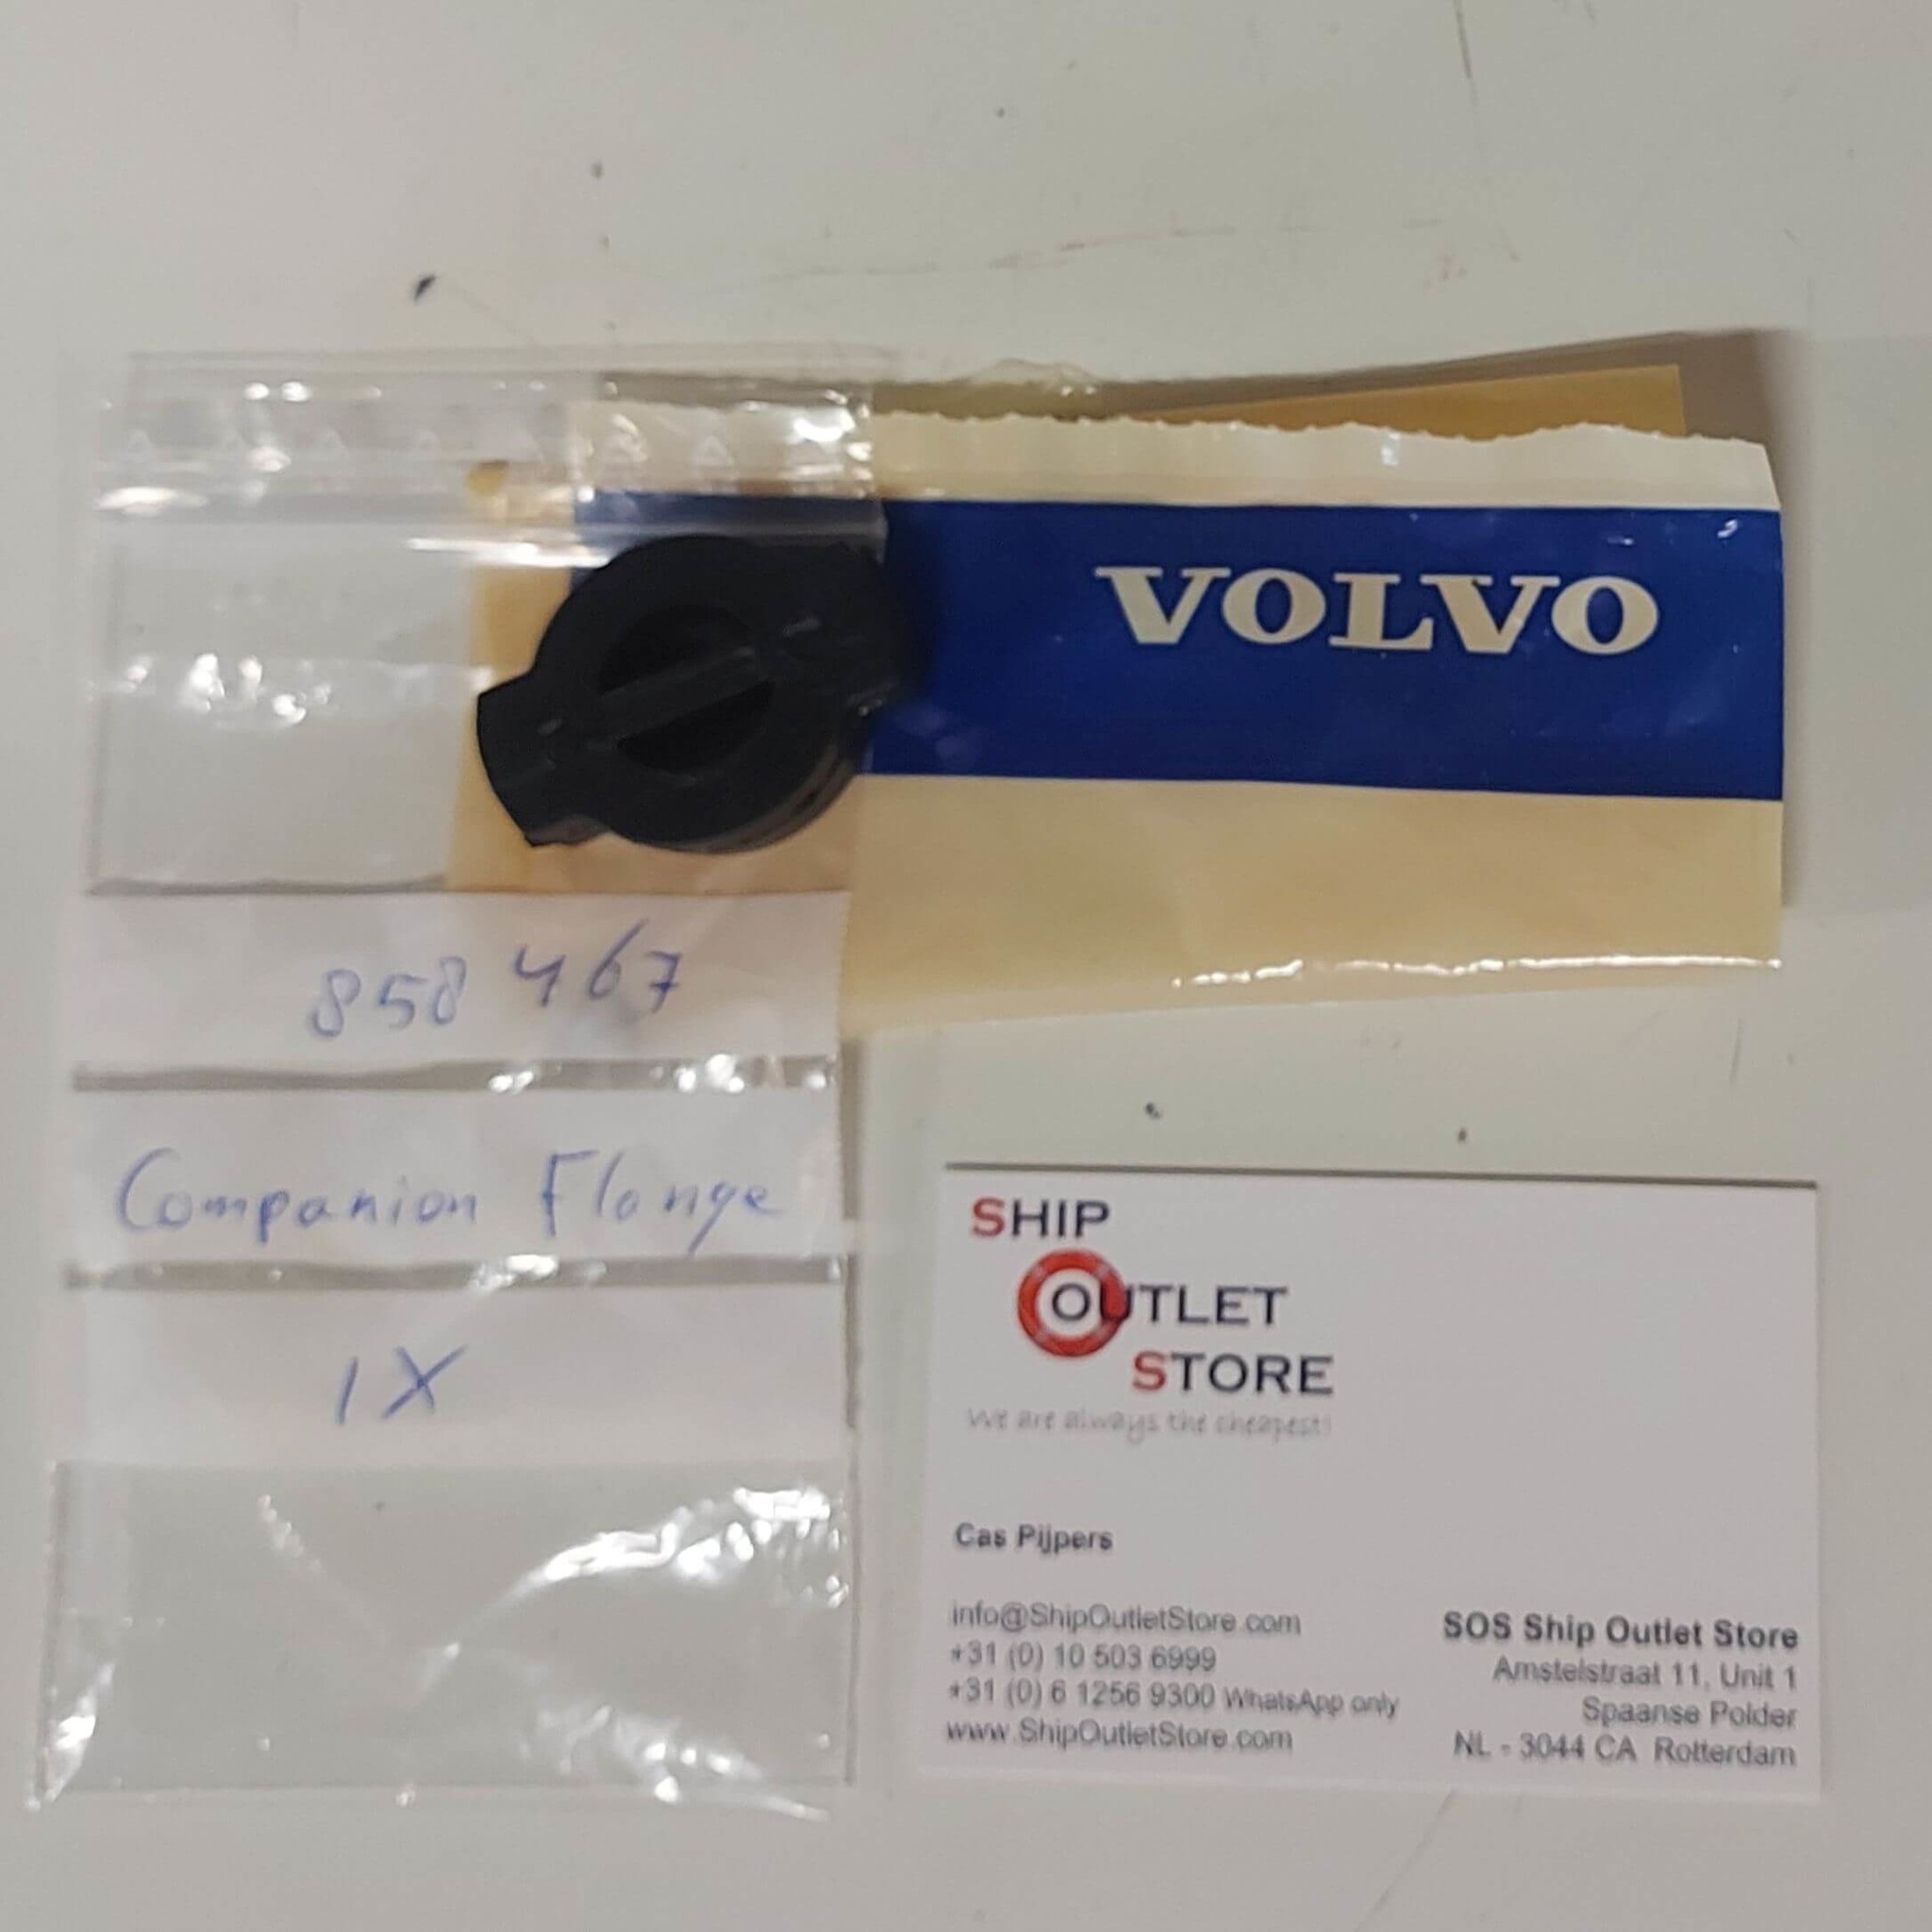 VOLVO
858 467
Companion Flange
1X
SHIP
OUTLET
STORE
We are always the cheapest!
Cas Pijpers
info@ShipOutletStore.com
+31 (0) 10 503 6999
+31 (0) 6 1256 9300 WhatsApp only
www.ShipOutletStore.com
SOS Ship Outlet Store
Amstelstraat 11, Unit 1
Spaanse Polder
NL - 3044 CA Rotterdam